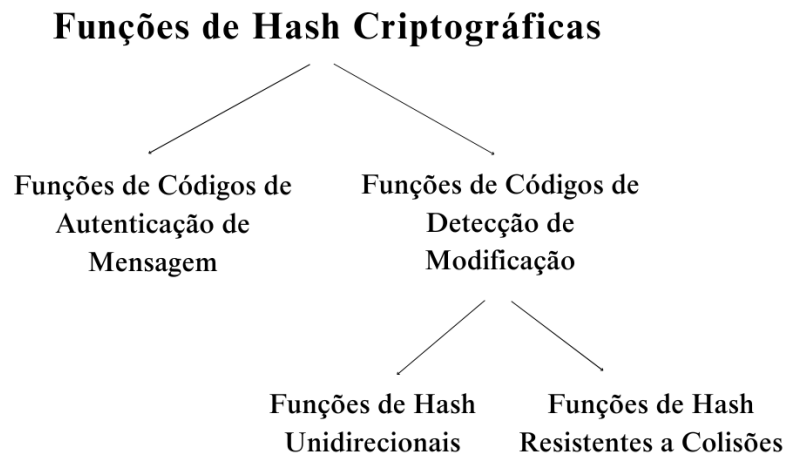 Funções de Hash Criptográficas
Funções de Códigos de
Autenticação de
Mensagem
Funções de Códigos de
Detecção de
Modificação
Funções de Hash
Unidirecionais
Funções de Hash
Resistentes a Colisões